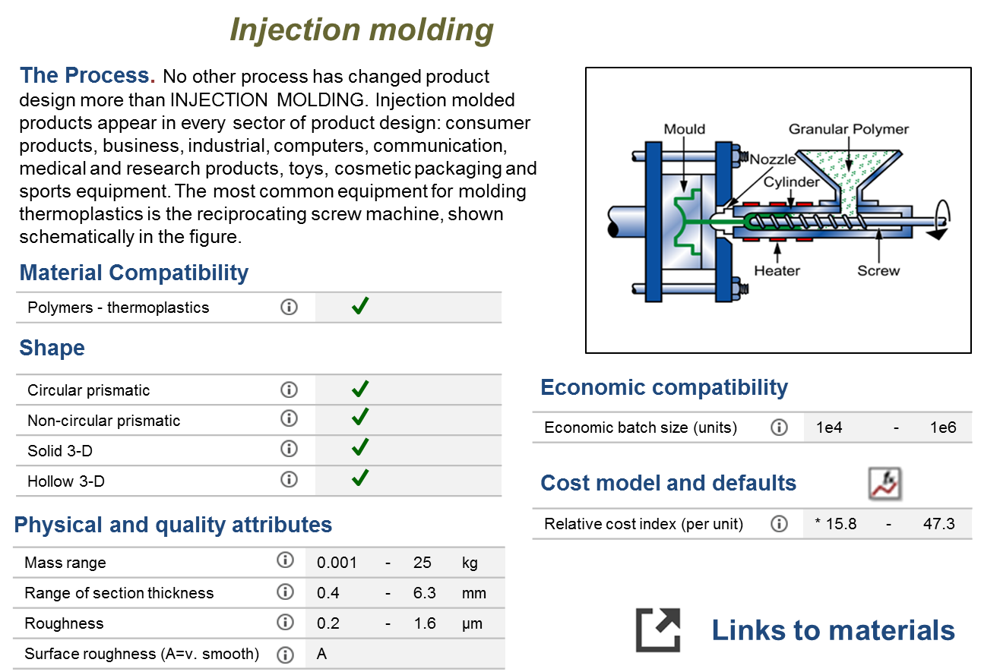 Injection molding
The Process. No other process has changed product
design more than INJECTION MOLDING. Injection molded
products appear in every sector of product design: consumer
products, business, industrial, computers, communication,
medical and research products, toys, cosmetic packaging and
sports equipment. The most common equipment for molding
thermoplastics is the reciprocating screw machine, shown
schematically in the figure.
Mould
Granular Polymer
Nozzle
Cylinder
Heater
Screw
Material Compatibility
Polymers - thermoplastics
Shape
Circular prismatic
Non-circular prismatic
Solid 3-D
Hollow 3-D
Physical and quality attributes
Mass range 0.001 - 25 kg
Range of section thickness 0.4 - 6.3 mm
Roughness 0.2 - 1.6 µm
Surface roughness (A=v. smooth) A
Economic compatibility
Economic batch size (units) 1e4 - 1e6
Cost model and defaults
fx
Relative cost index (per unit) * 15.8 - 47.3
Links to materials